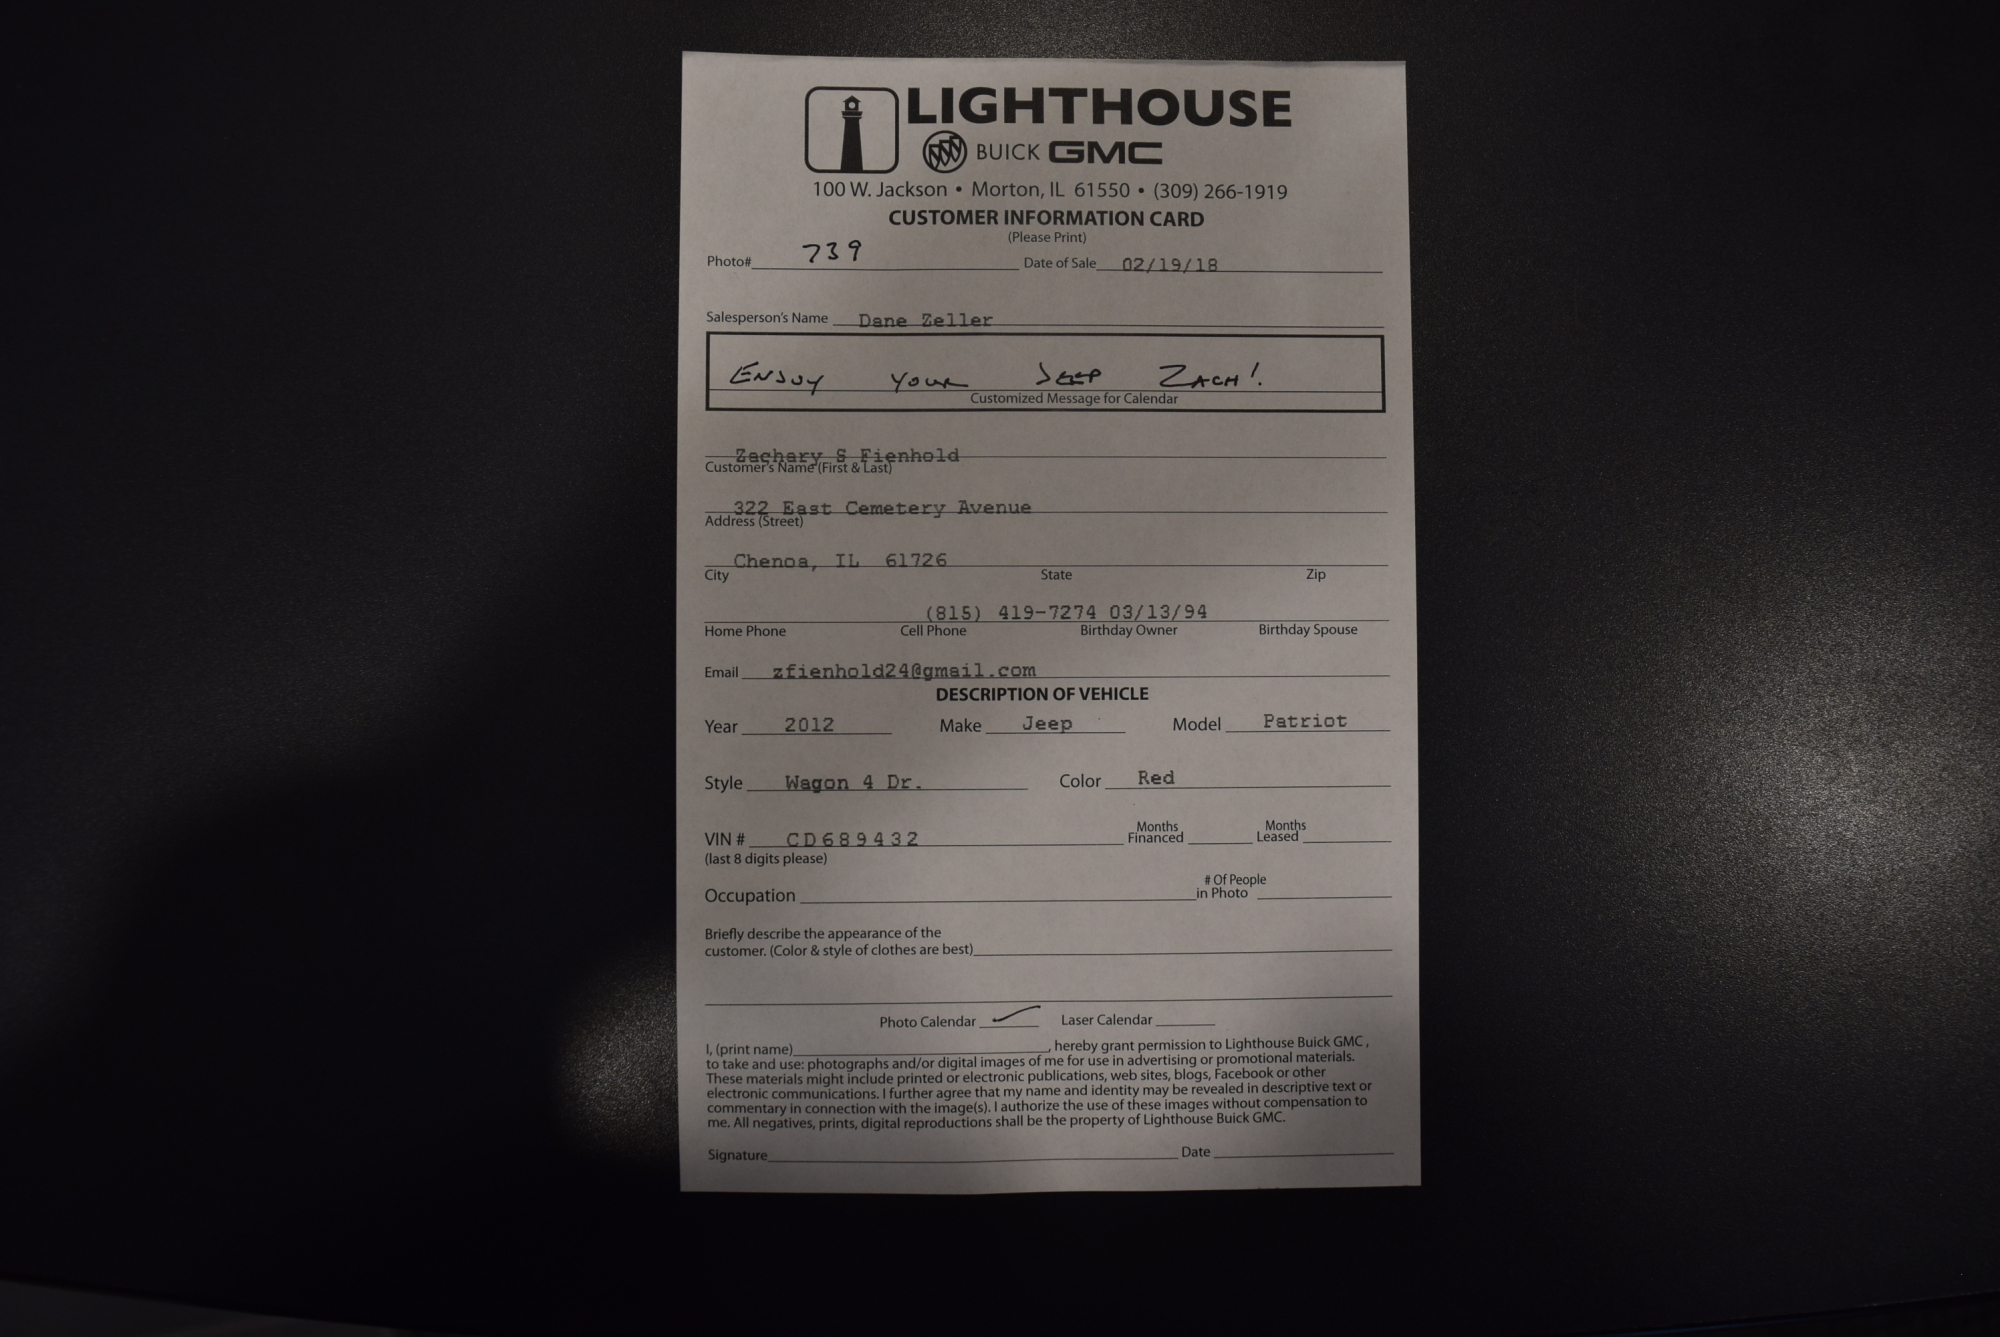 LIGHTHOUSE
BUICK GMC
100 W. Jackson • Morton, IL 61550 • (309) 266-1919
CUSTOMER INFORMATION CARD
(Please Print)
Photo# 739 Date of Sale 02/19/18
Salesperson's Name Dane Zeller
ENJOY YOUR JEEP ZACH!
Customized Message for Calendar
Zachary S Fienhold
Customer's Name (First & Last)
322 East Cemetery Avenue
Address (Street)
Chenoa, IL 61726
City State Zip
(815) 419-7274 03/13/94
Home Phone Cell Phone Birthday Owner Birthday Spouse
Email zfienhold24@gmail.com
DESCRIPTION OF VEHICLE
Year 2012 Make Jeep Model Patriot
Style Wagon 4 Dr. Color Red
VIN # CD689432 Months Financed Months Leased
(last 8 digits please)
Occupation # Of People in Photo
Briefly describe the appearance of the
customer. (Color & style of clothes are best)
Photo Calendar ✓ Laser Calendar
I, (print name) , hereby grant permission to Lighthouse Buick GMC,
to take and use: photographs and/or digital images of me for use in advertising or promotional materials.
These materials might include printed or electronic publications, web sites, blogs, Facebook or other
electronic communications. I further agree that my name and identity may be revealed in descriptive text or
commentary in connection with the image(s). I authorize the use of these images without compensation to
me. All negatives, prints, digital reproductions shall be the property of Lighthouse Buick GMC.
Signature Date